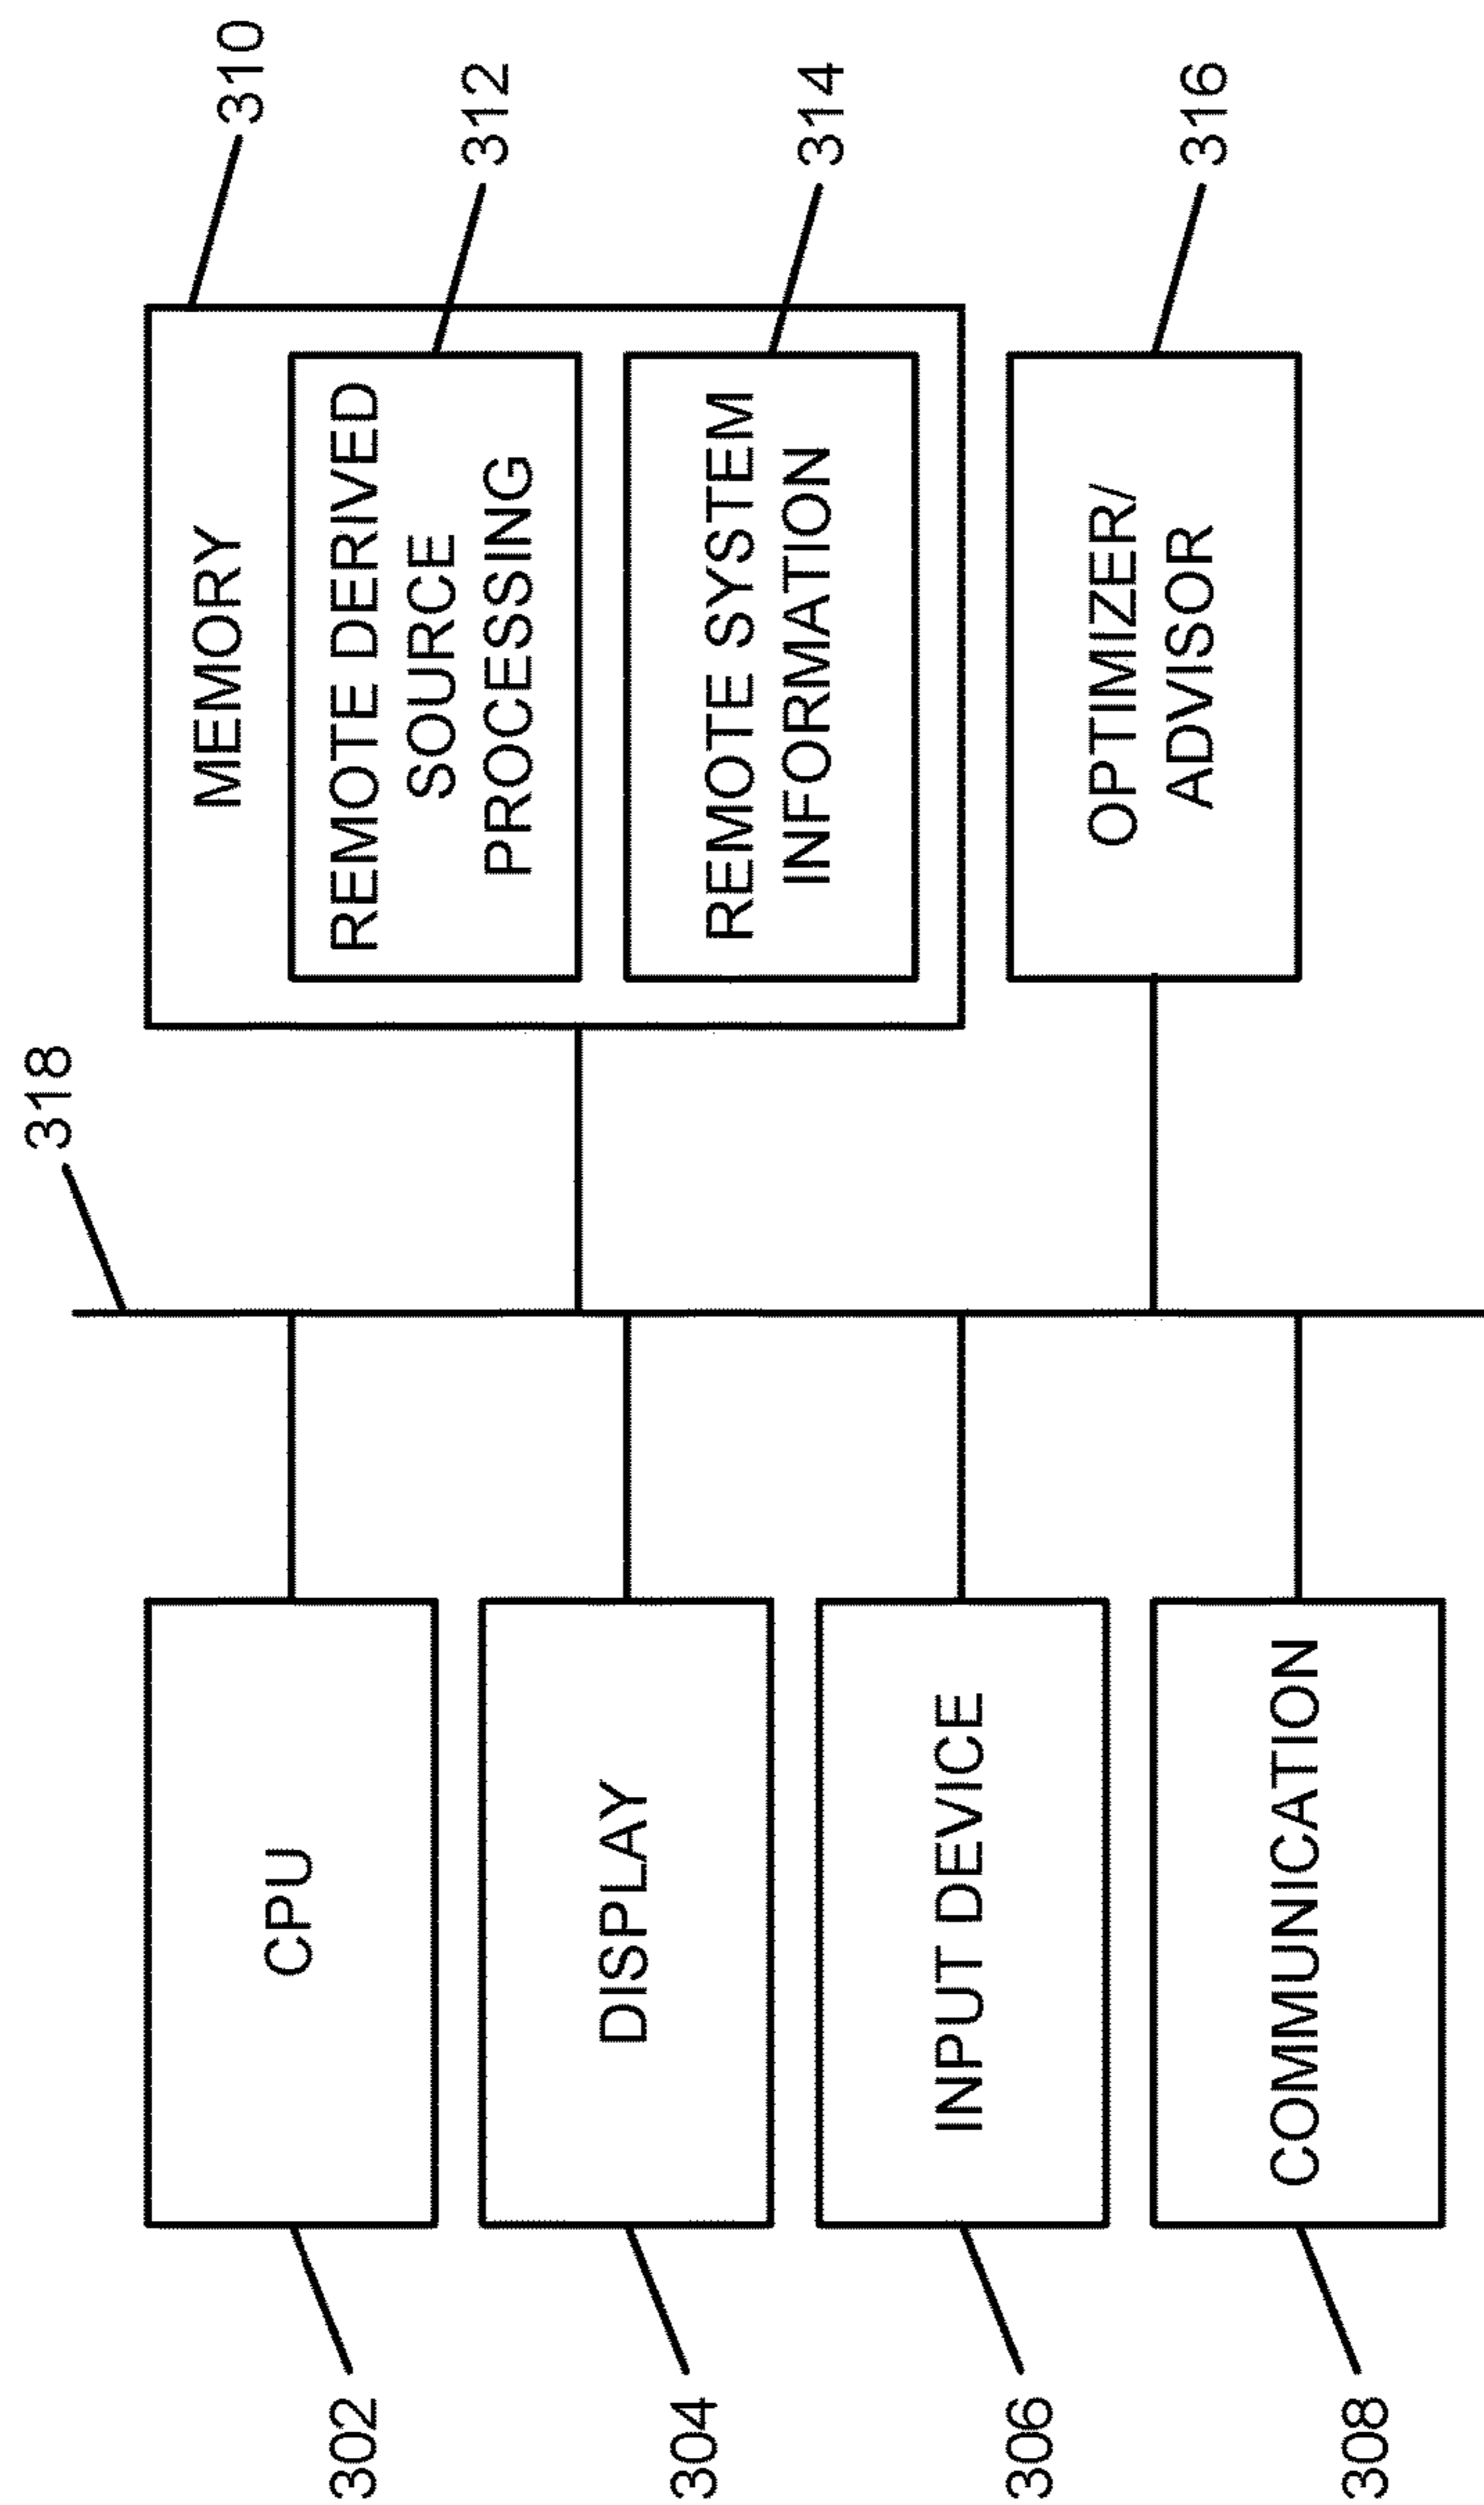 318
302
CPU
304
DISPLAY
306
INPUT DEVICE
308
COMMUNICATION
310
MEMORY
312
REMOTE DERIVED
SOURCE
PROCESSING
314
REMOTE SYSTEM
INFORMATION
316
OPTIMIZER/
ADVISOR